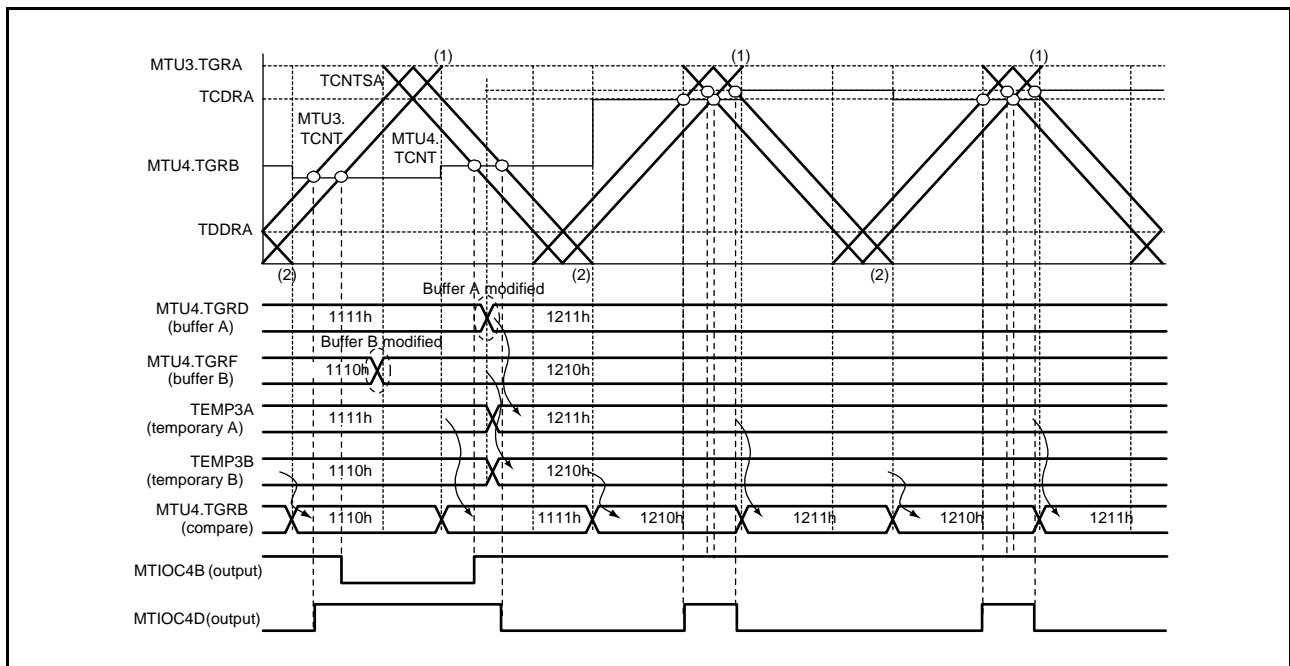 MTU3.TGRA
(1)
(1)
(1)
TCNTSA
TCDRA
MTU3.
TCNT
MTU4.
TCNT
MTU4.TGRB
TDDRA
(2)
(2)
(2)
Buffer A modified
MTU4.TGRD
(buffer A)
1111h
1211h
Buffer B modified
MTU4.TGRF
(buffer B)
1110h
1210h
TEMP3A
(temporary A)
1111h
1211h
TEMP3B
(temporary B)
1110h
1210h
MTU4.TGRB
(compare)
1110h
1111h
1210h
1211h
1210h
1211h
MTIOC4B (output)
MTIOC4D(output)